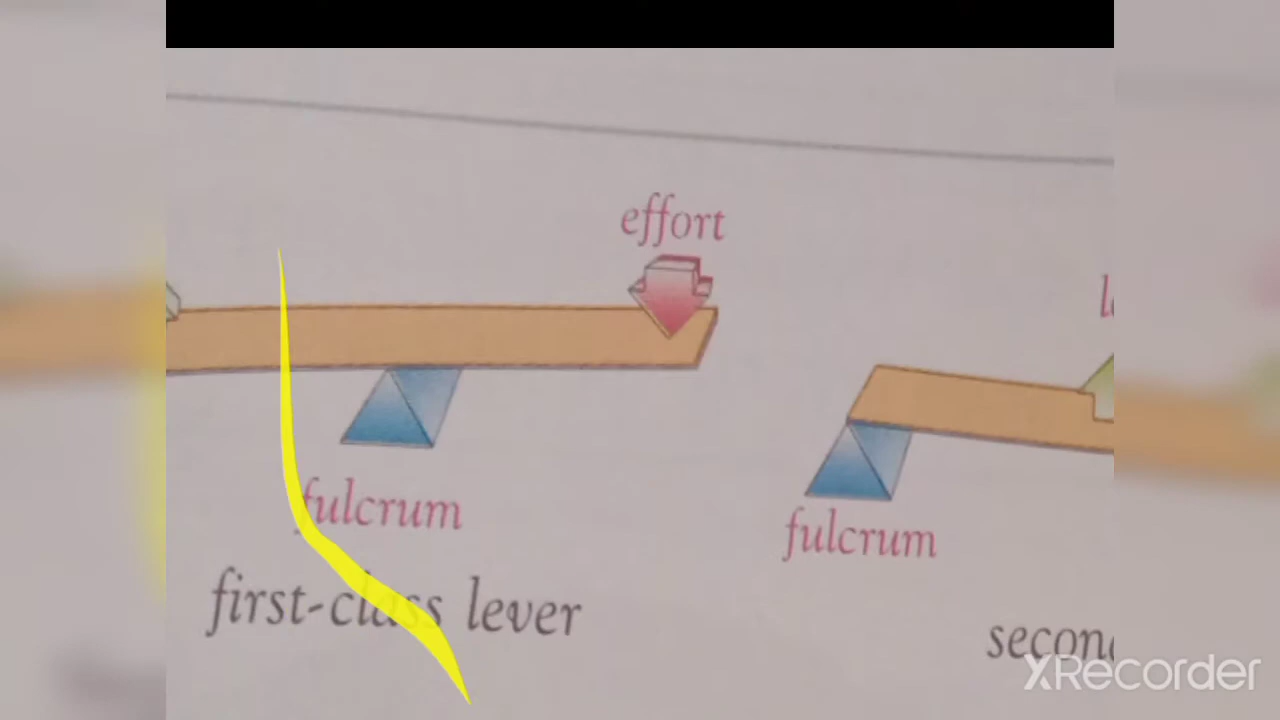 effort
fulcrum
fulcrum
first-class lever
XRecorder